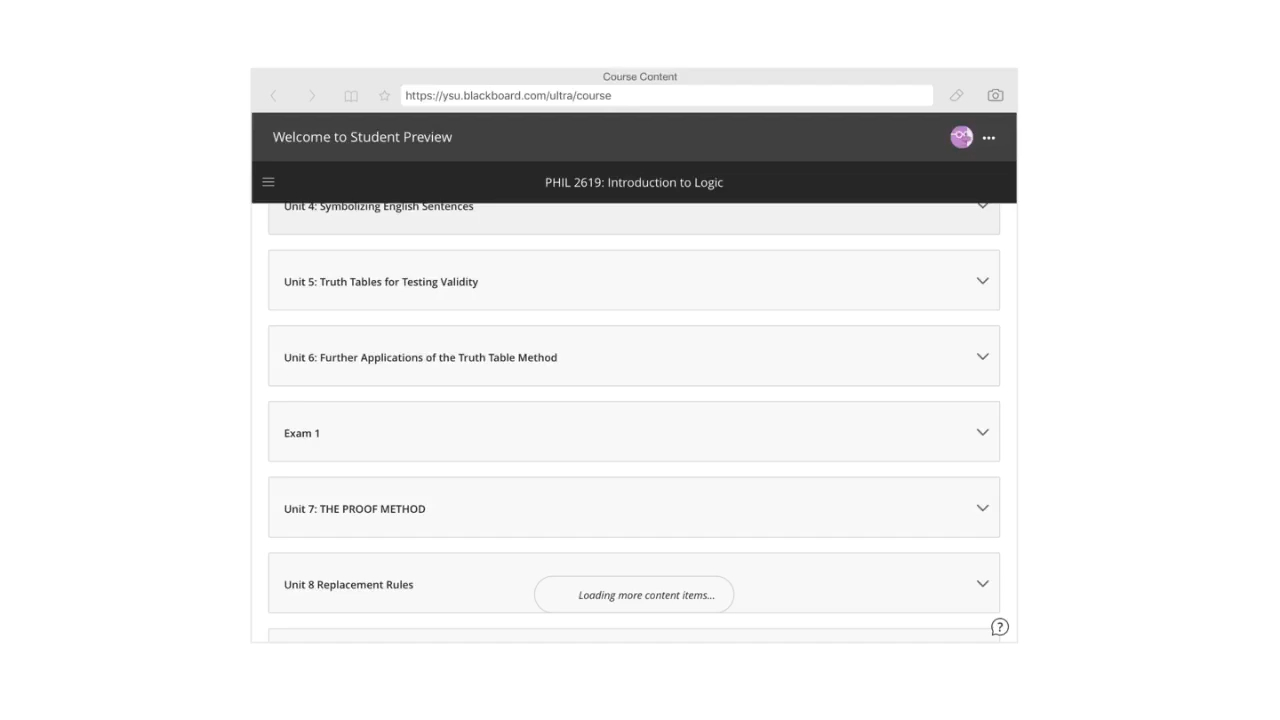 Course Content
https://ysu.blackboard.com/ultra/course
Welcome to Student Preview
PHIL 2619: Introduction to Logic
Unit 4: Symbolizing English Sentences
Unit 5: Truth Tables for Testing Validity
Unit 6: Further Applications of the Truth Table Method
Exam 1
Unit 7: THE PROOF METHOD
Unit 8 Replacement Rules
Loading more content items...
?